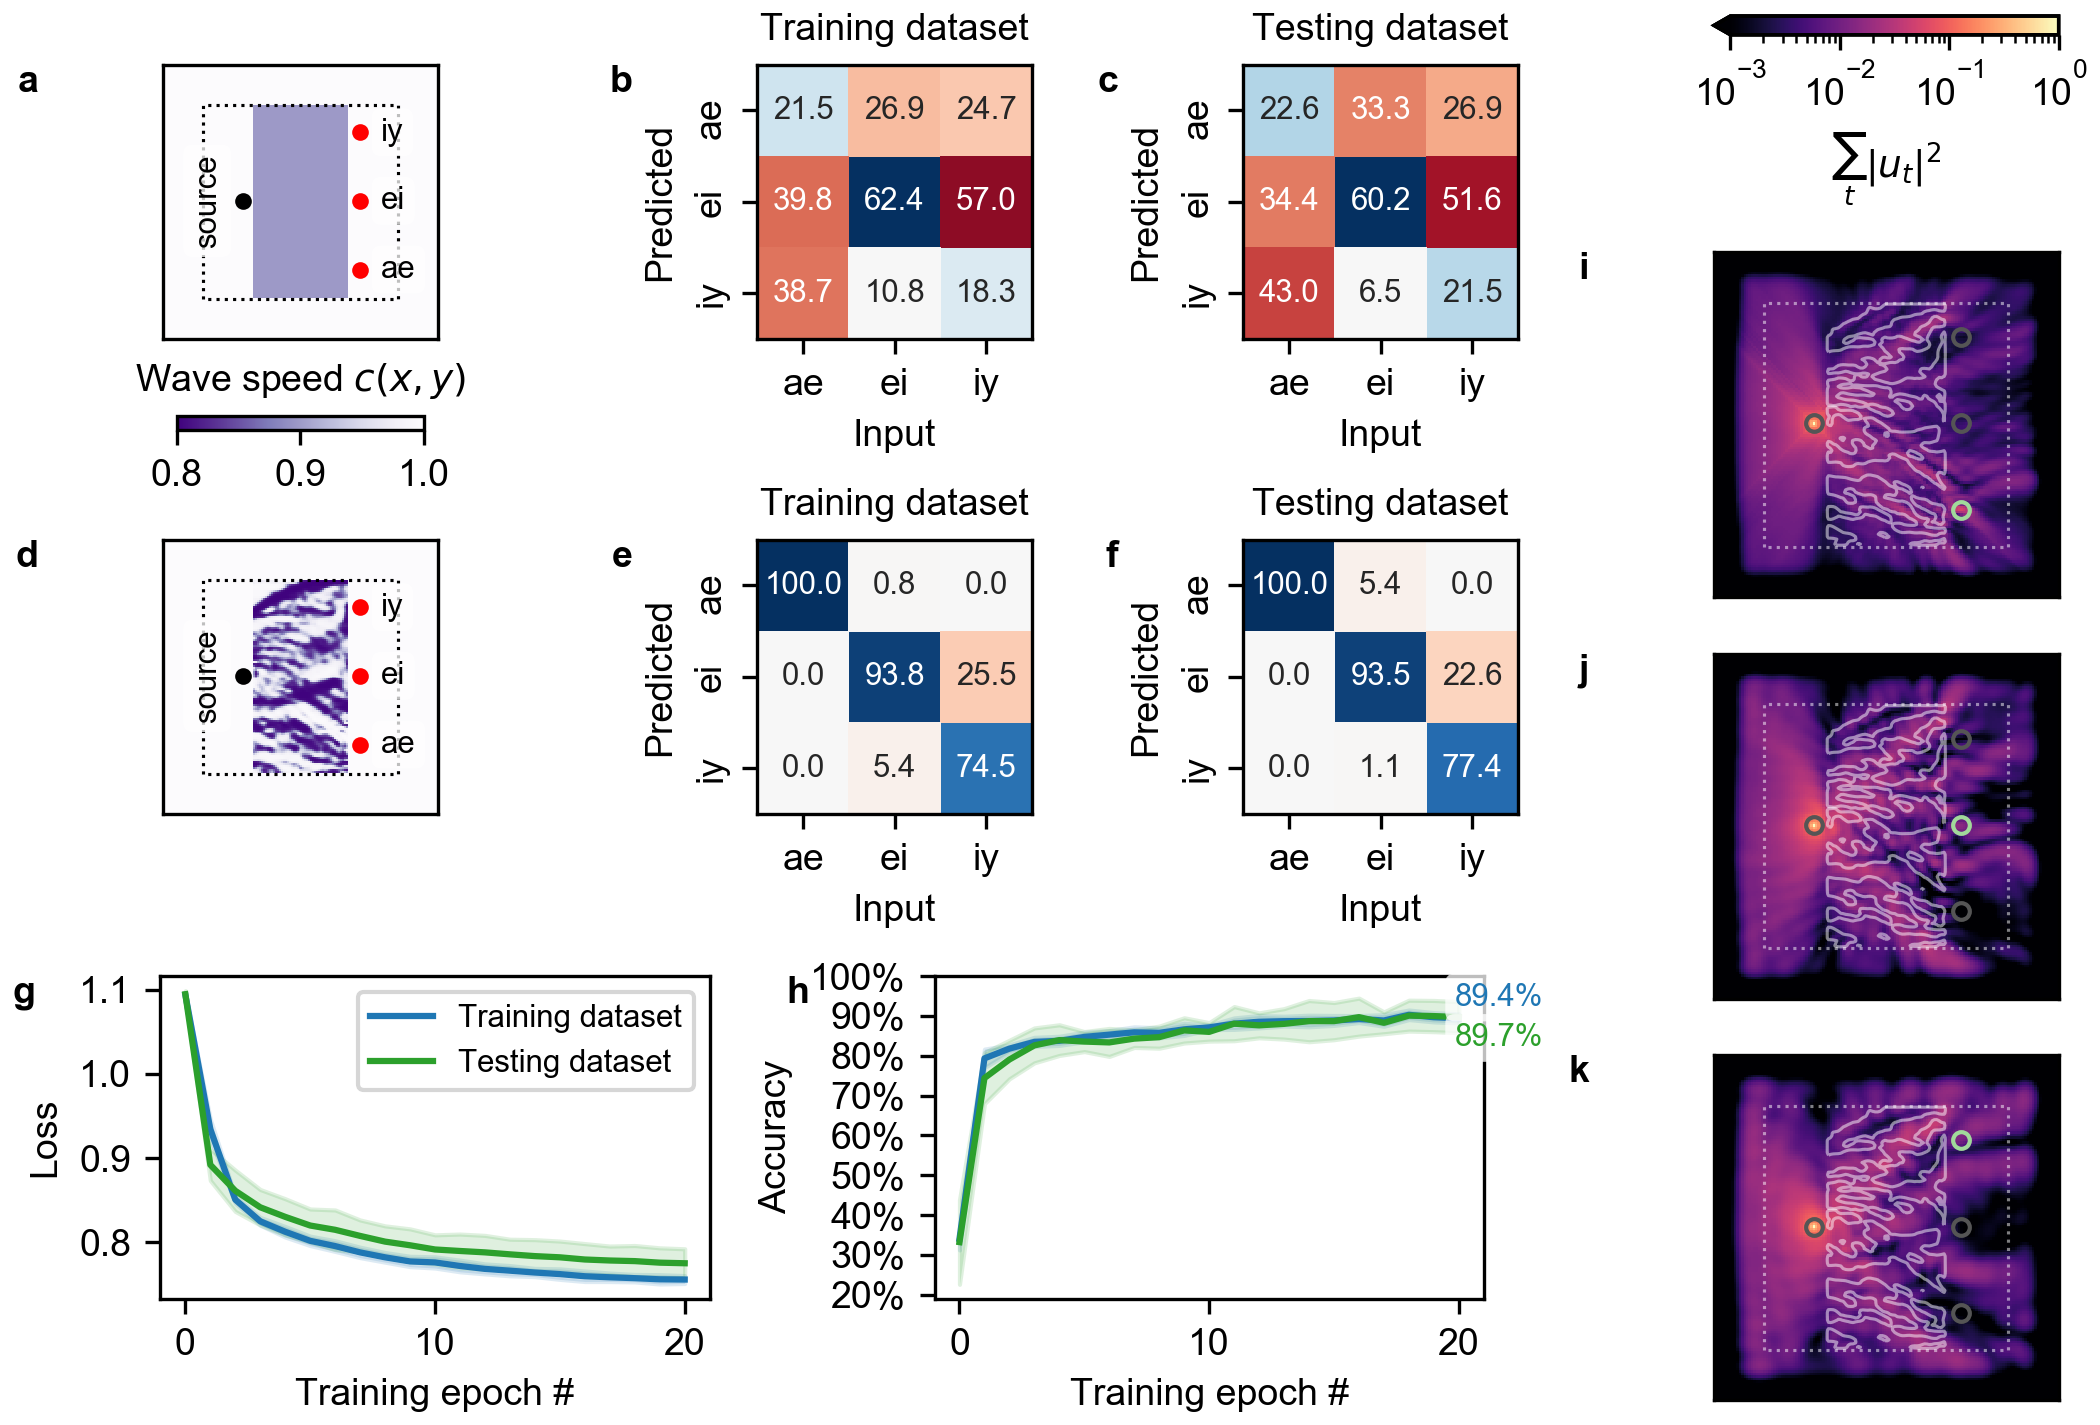 a
source
iy
ei
ae
Wave speed c(x, y)
0.8 0.9 1.0
b
Training dataset
Predicted
ae ei iy
21.5 26.9 24.7
39.8 62.4 57.0
38.7 10.8 18.3
ae ei iy
Input
c
Testing dataset
Predicted
ae ei iy
22.6 33.3 26.9
34.4 60.2 51.6
43.0 6.5 21.5
ae ei iy
Input
d
source
iy
ei
ae
e
Training dataset
Predicted
ae ei iy
100.0 0.8 0.0
0.0 93.8 25.5
0.0 5.4 74.5
ae ei iy
Input
f
Testing dataset
Predicted
ae ei iy
100.0 5.4 0.0
0.0 93.5 22.6
0.0 1.1 77.4
ae ei iy
Input
g
Loss
1.1
1.0
0.9
0.8
Training dataset
Testing dataset
0 10 20
Training epoch #
h
Accuracy
100%
90%
80%
70%
60%
50%
40%
30%
20%
89.4%
89.7%
0 10 20
Training epoch #
10⁻³ 10⁻² 10⁻¹ 10⁰
∑ₜ|uₜ|²
i
j
k